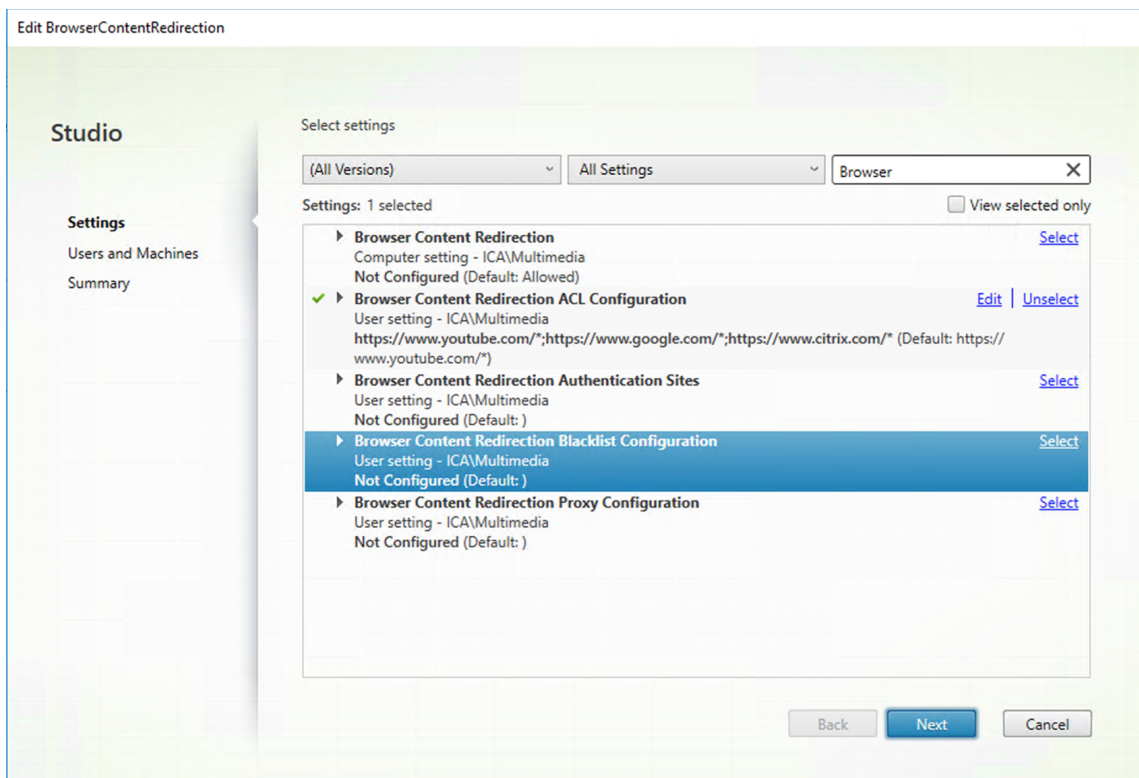 Edit BrowserContentRedirection
Studio
Settings
Users and Machines
Summary
Select settings
(All Versions)
All Settings
Browser
Settings: 1 selected
View selected only
Browser Content Redirection
Select
Computer setting - ICA\Multimedia
Not Configured (Default: Allowed)
Browser Content Redirection ACL Configuration
Edit | Unselect
User setting - ICA\Multimedia
https://www.youtube.com/*;https://www.google.com/*;https://www.citrix.com/* (Default: https://
www.youtube.com/*)
Browser Content Redirection Authentication Sites
Select
User setting - ICA\Multimedia
Not Configured (Default: )
Browser Content Redirection Blacklist Configuration
Select
User setting - ICA\Multimedia
Not Configured (Default: )
Browser Content Redirection Proxy Configuration
Select
User setting - ICA\Multimedia
Not Configured (Default: )
Back
Next
Cancel